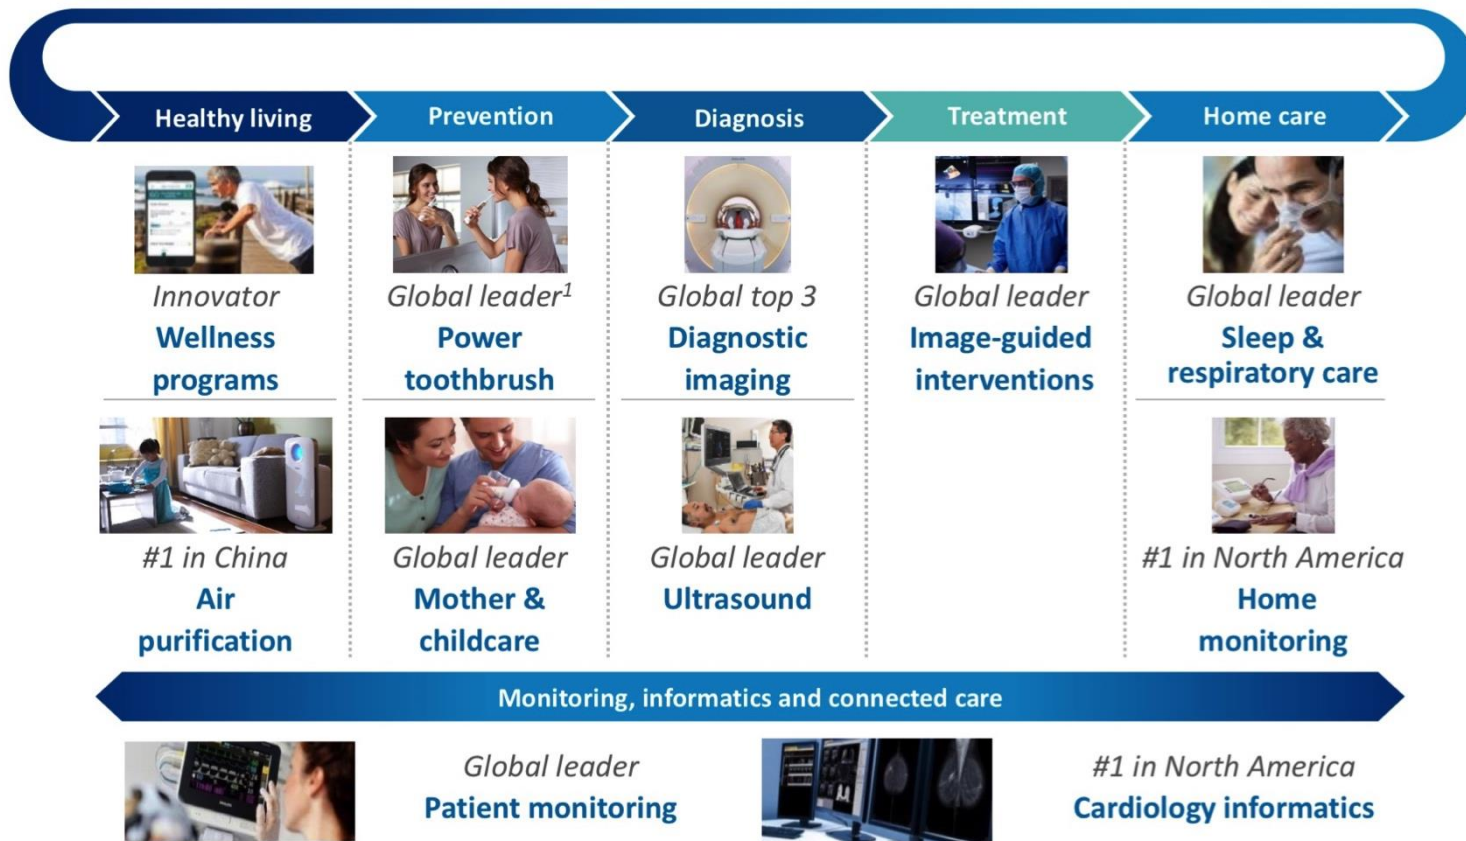 Healthy living
Prevention
Diagnosis
Treatment
Home care
Innovator
Wellness
programs
Global leader¹
Power
toothbrush
Global top 3
Diagnostic
imaging
Global leader
Image-guided
interventions
Global leader
Sleep &
respiratory care
#1 in China
Air
purification
Global leader
Mother &
childcare
Global leader
Ultrasound
#1 in North America
Home
monitoring
Monitoring, informatics and connected care
Global leader
Patient monitoring
#1 in North America
Cardiology informatics